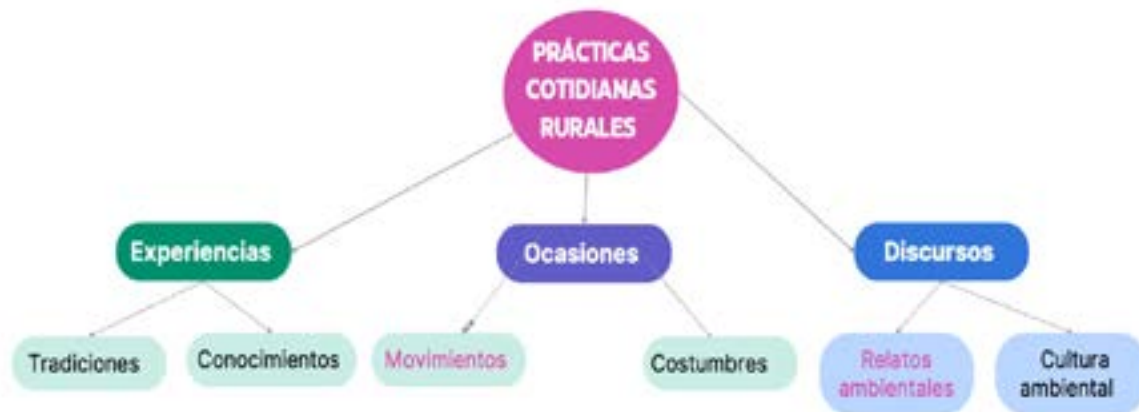 PRÁCTICAS
COTIDIANAS
RURALES
Experiencias
Ocasiones
Discursos
Tradiciones
Conocimientos
Movimientos
Costumbres
Relatos
ambientales
Cultura
ambiental